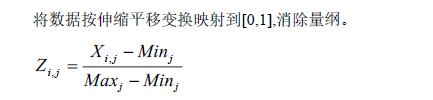 将数据按伸缩平移变换映射到[0,1],消除量纲。
Z_{i,j} = \frac{X_{i,j} - Min_j}{Max_j - Min_j}